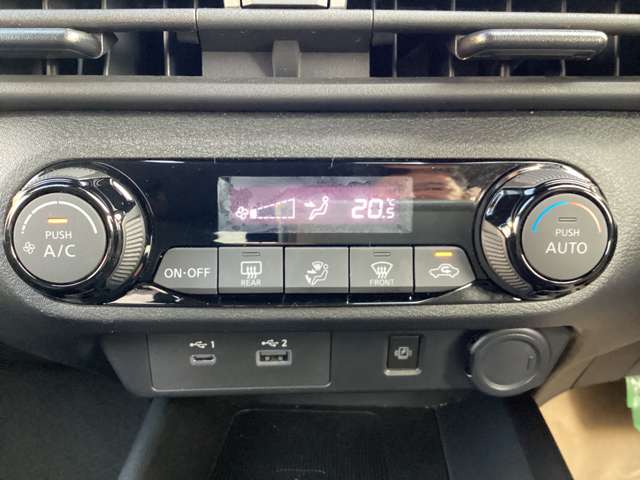 20.5 °C
PUSH
A/C
PUSH
AUTO
ON·OFF
REAR
FRONT
1
2